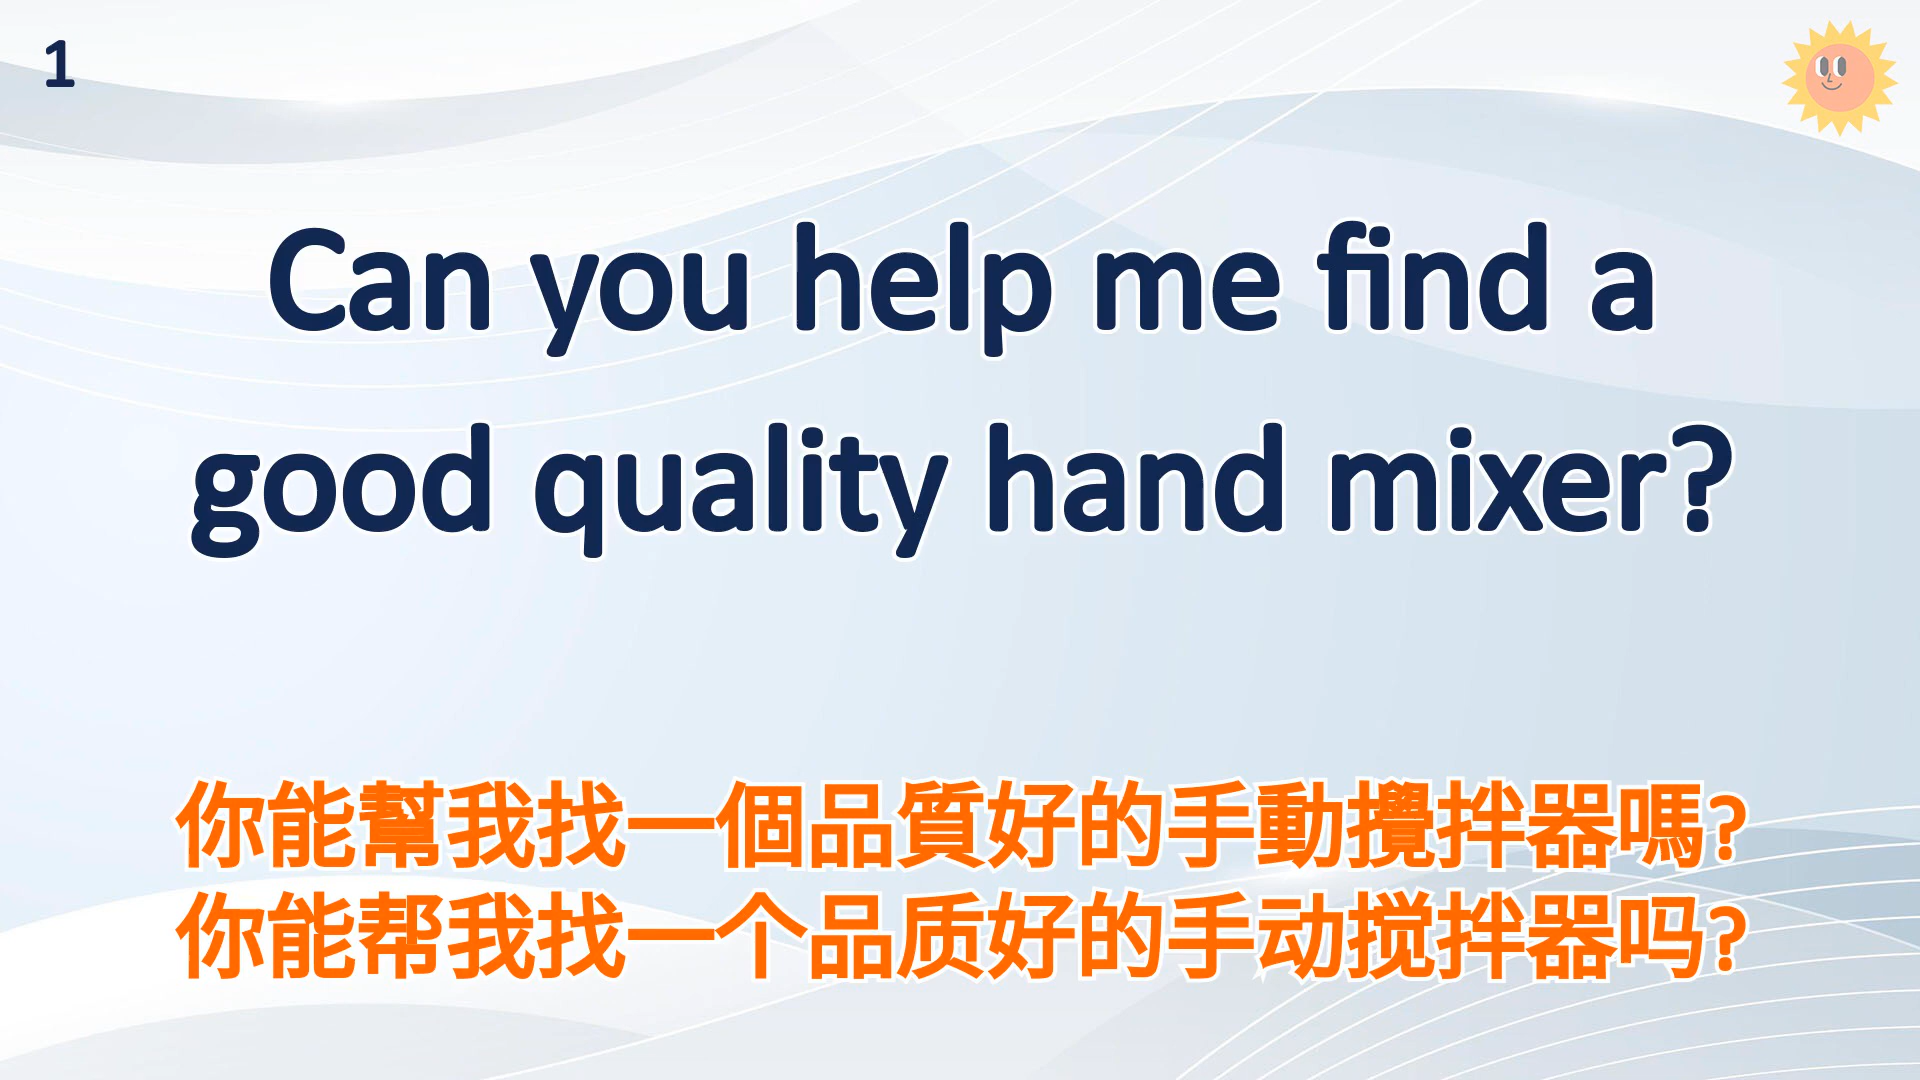 1
Can you help me find a
good quality hand mixer?
你能幫我找一個品質好的手動攪拌器嗎?
你能帮我找一个品质好的手动搅拌器吗?